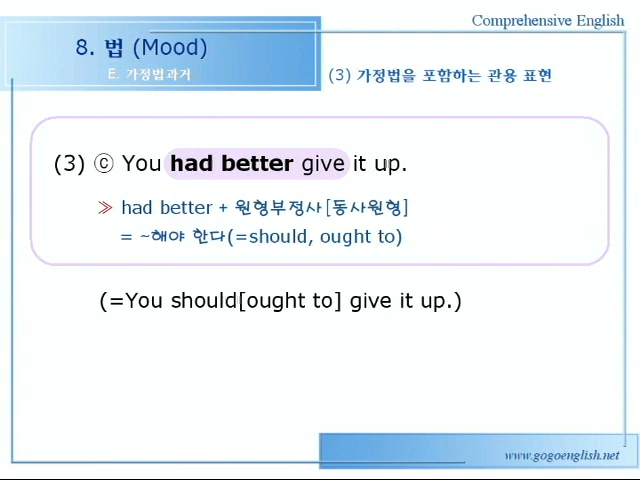 Comprehensive English
8. 법 (Mood)
E. 가정법과거
(3) 가정법을 포함하는 관용 표현
(3) ⓒ You had better give it up.
≫ had better + 원형부정사[동사원형]
= ~해야 한다(=should, ought to)
(=You should[ought to] give it up.)
www.gogoenglish.net